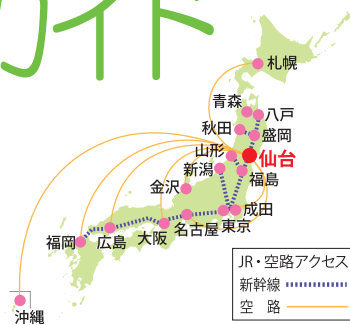 ガイド
札幌
青森
八戸
秋田
盛岡
山形
仙台
新潟
福島
金沢
成田
東京
名古屋
大阪
広島
福岡
沖縄
JR・空路アクセス
新幹線
空 路